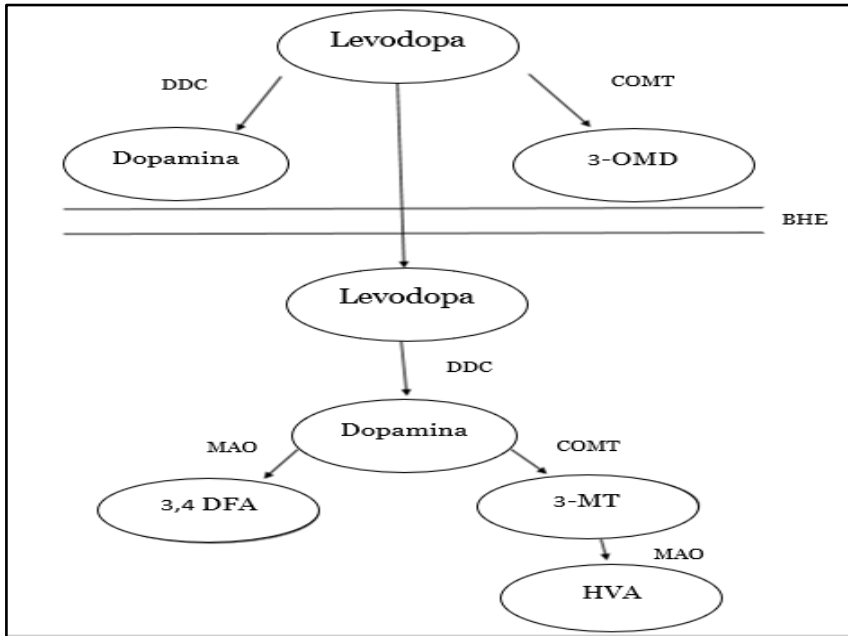 Levodopa
DDC
COMT
Dopamina
3-OMD
BHE
Levodopa
DDC
Dopamina
MAO
COMT
3,4 DFA
3-MT
MAO
HVA